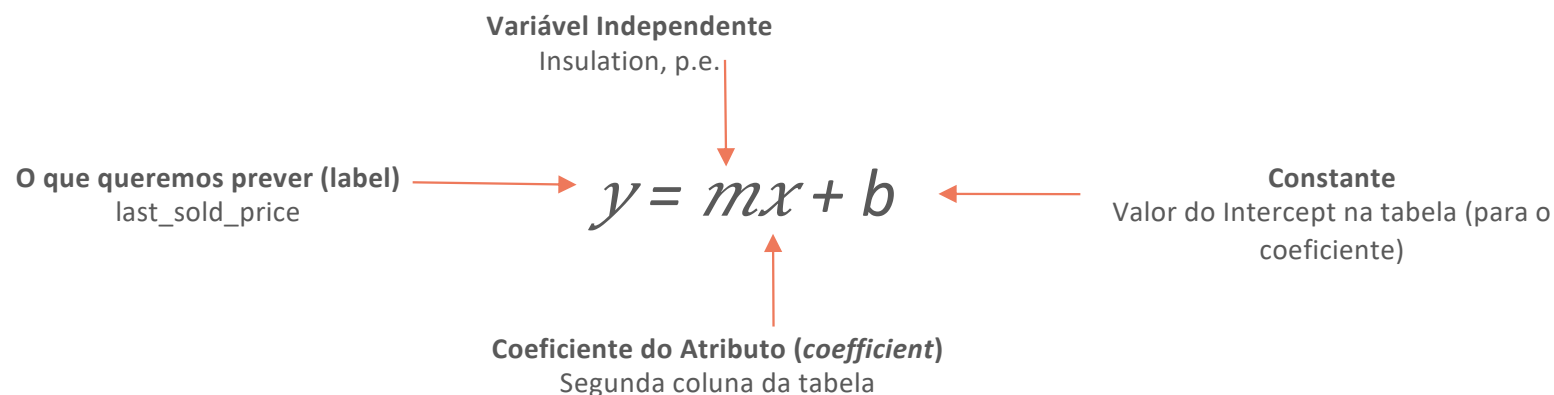 Variável Independente
Insulation, p.e.
O que queremos prever (label)
last_sold_price
y = mx + b
Constante
Valor do Intercept na tabela (para o
coeficiente)
Coeficiente do Atributo (coefficient)
Segunda coluna da tabela